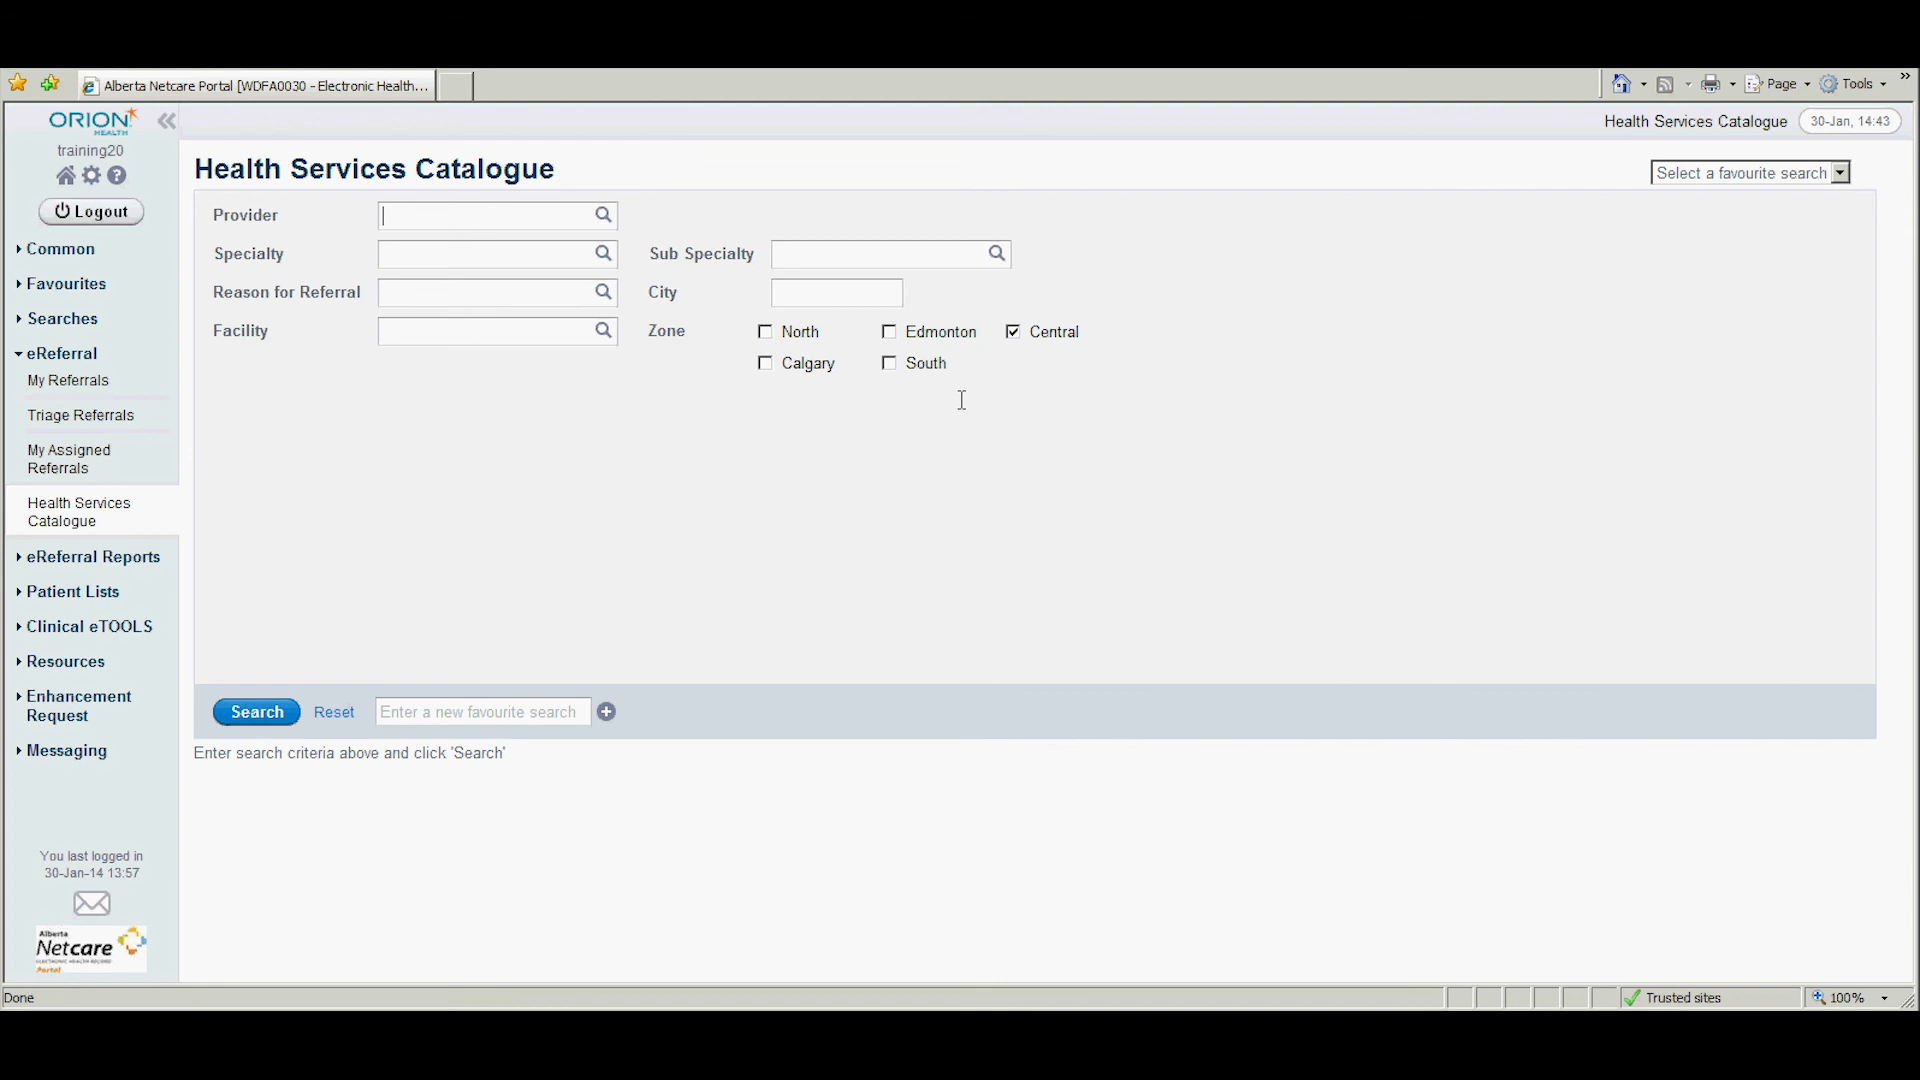 Alberta Netcare Portal [WDFA0030 - Electronic Health...
Page
Tools
ORION
HEALTH
training20
Logout
Common
Favourites
Searches
eReferral
My Referrals
Triage Referrals
My Assigned
Referrals
Health Services
Catalogue
eReferral Reports
Patient Lists
Clinical eTOOLS
Resources
Enhancement
Request
Messaging
You last logged in
30-Jan-14 13:57
Alberta
Netcare
ELECTRONIC HEALTH RECORD
Portal
Health Services Catalogue 30-Jan, 14:43
Health Services Catalogue
Select a favourite search
Provider
Specialty Sub Specialty
Reason for Referral City
Facility Zone North Edmonton Central
Calgary South
Search Reset Enter a new favourite search
Enter search criteria above and click 'Search'
Done Trusted sites 100%